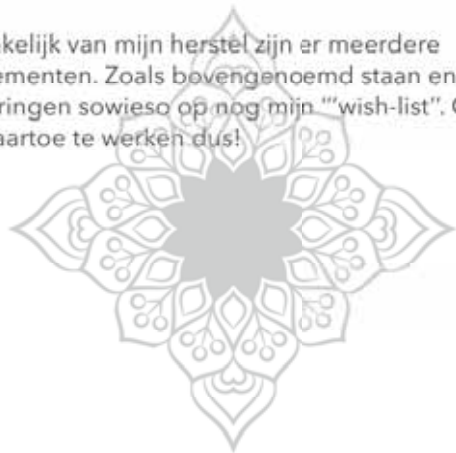 kelijk van mijn herstel zijn er meerdere
ementen. Zoals bovengenoemd staan en
ringen sowieso op nog mijn '"wish-list". 
aartoe te werken dus!